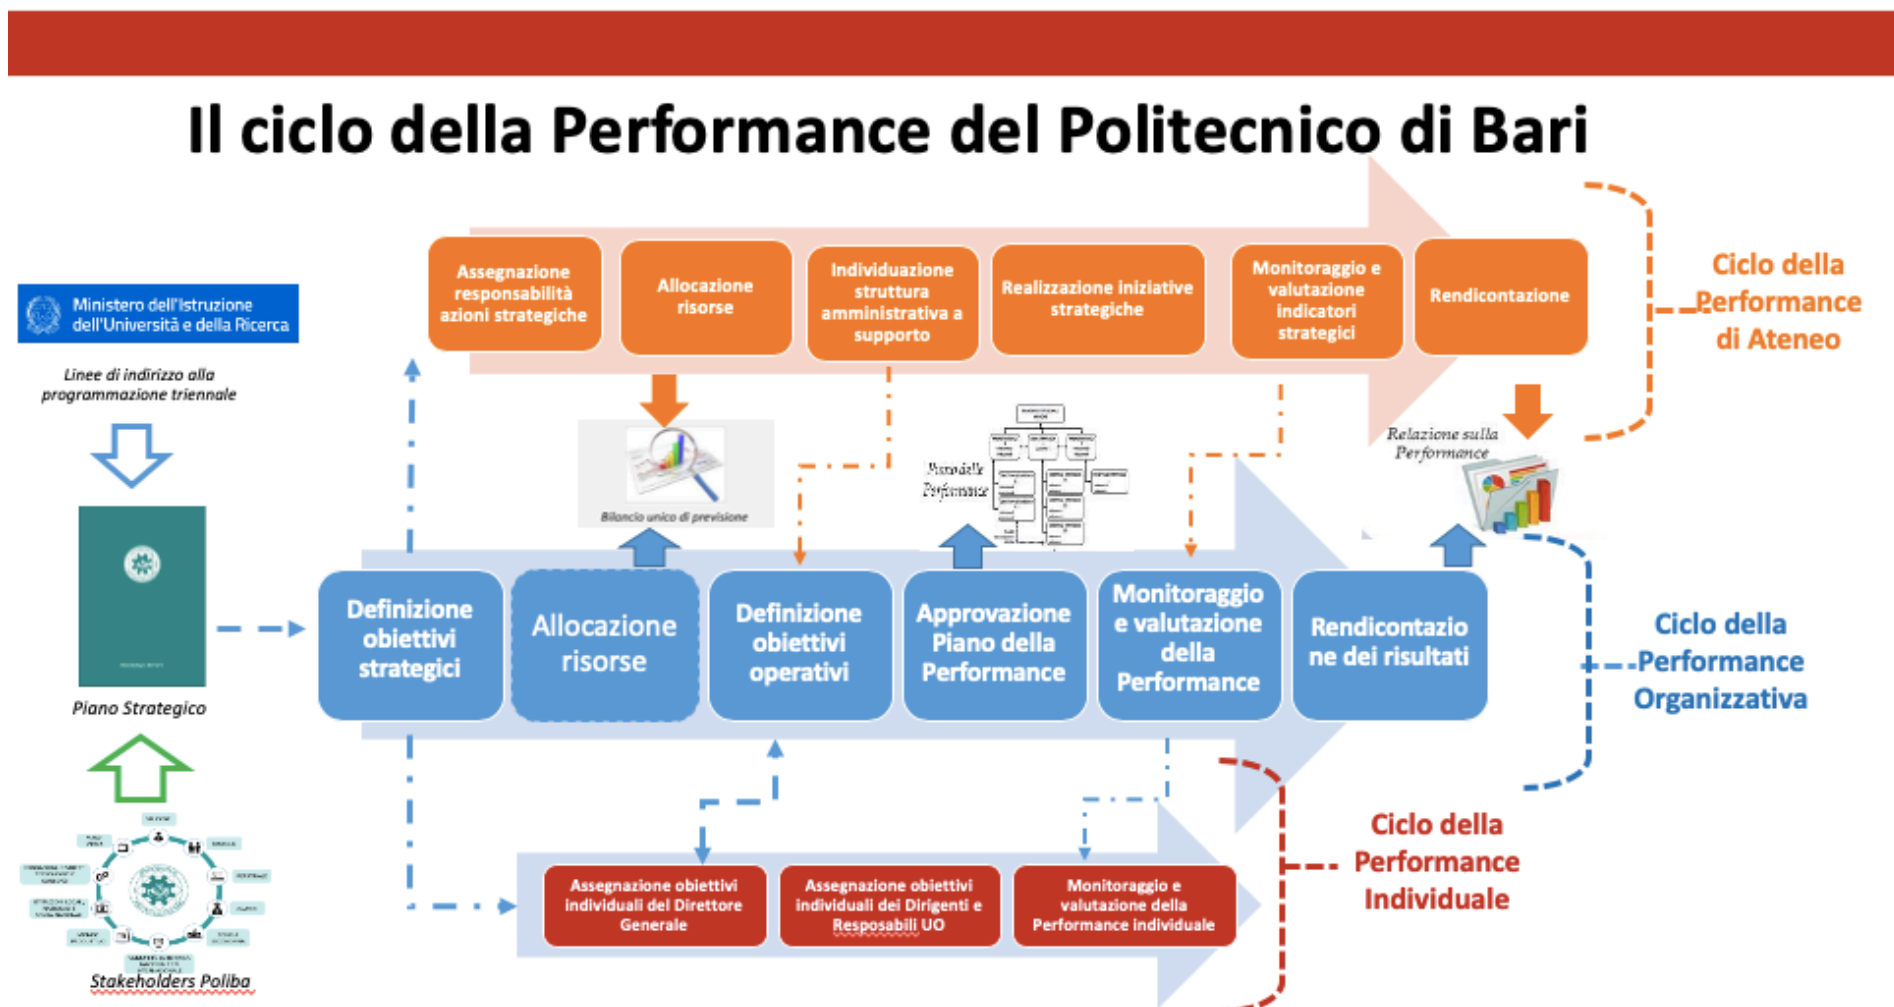 Il ciclo della Performance del Politecnico di Bari
Ministero dell'Istruzione
dell'Università e della Ricerca
Linee di indirizzo alla
programmazione triennale
Piano Strategico
Stakeholders Poliba
Assegnazione
responsabilità
azioni strategiche
Allocazione
risorse
Individuazione
struttura
amministrativa a
supporto
Realizzazione iniziative
strategiche
Monitoraggio e
valutazione
indicatori
strategici
Rendicontazione
Ciclo della
Performance
di Ateneo
Bilancio unico di previsione
Piano delle
Performance
Relazione sulla
Performance
Definizione
obiettivi
strategici
Allocazione
risorse
Definizione
obiettivi
operativi
Approvazione
Piano della
Performance
Monitoraggio
e valutazione
della
Performance
Rendicontazio
ne dei risultati
Ciclo della
Performance
Organizzativa
Assegnazione obiettivi
individuali del Direttore
Generale
Assegnazione obiettivi
individuali dei Dirigenti e
Resposabili UO
Monitoraggio e
valutazione della
Performance individuale
Ciclo della
Performance
Individuale